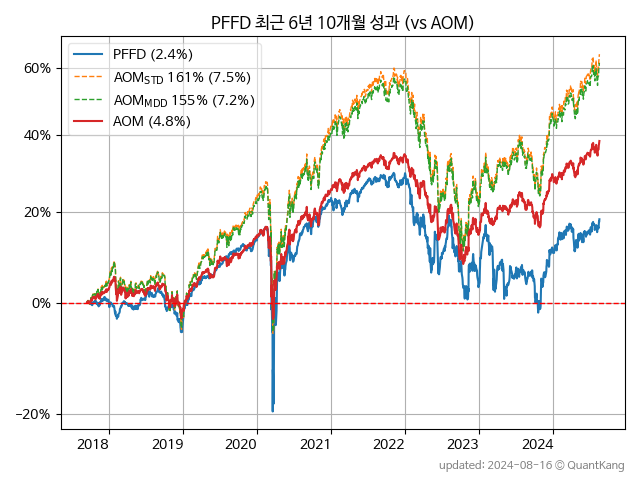 PFFD 최근 6년 10개월 성과 (vs AOM)
PFFD (2.4%)
AOM_STD 161% (7.5%)
AOM_MDD 155% (7.2%)
AOM (4.8%)
60%
40%
20%
0%
−20%
2018 2019 2020 2021 2022 2023 2024
updated: 2024-08-16 © QuantKang